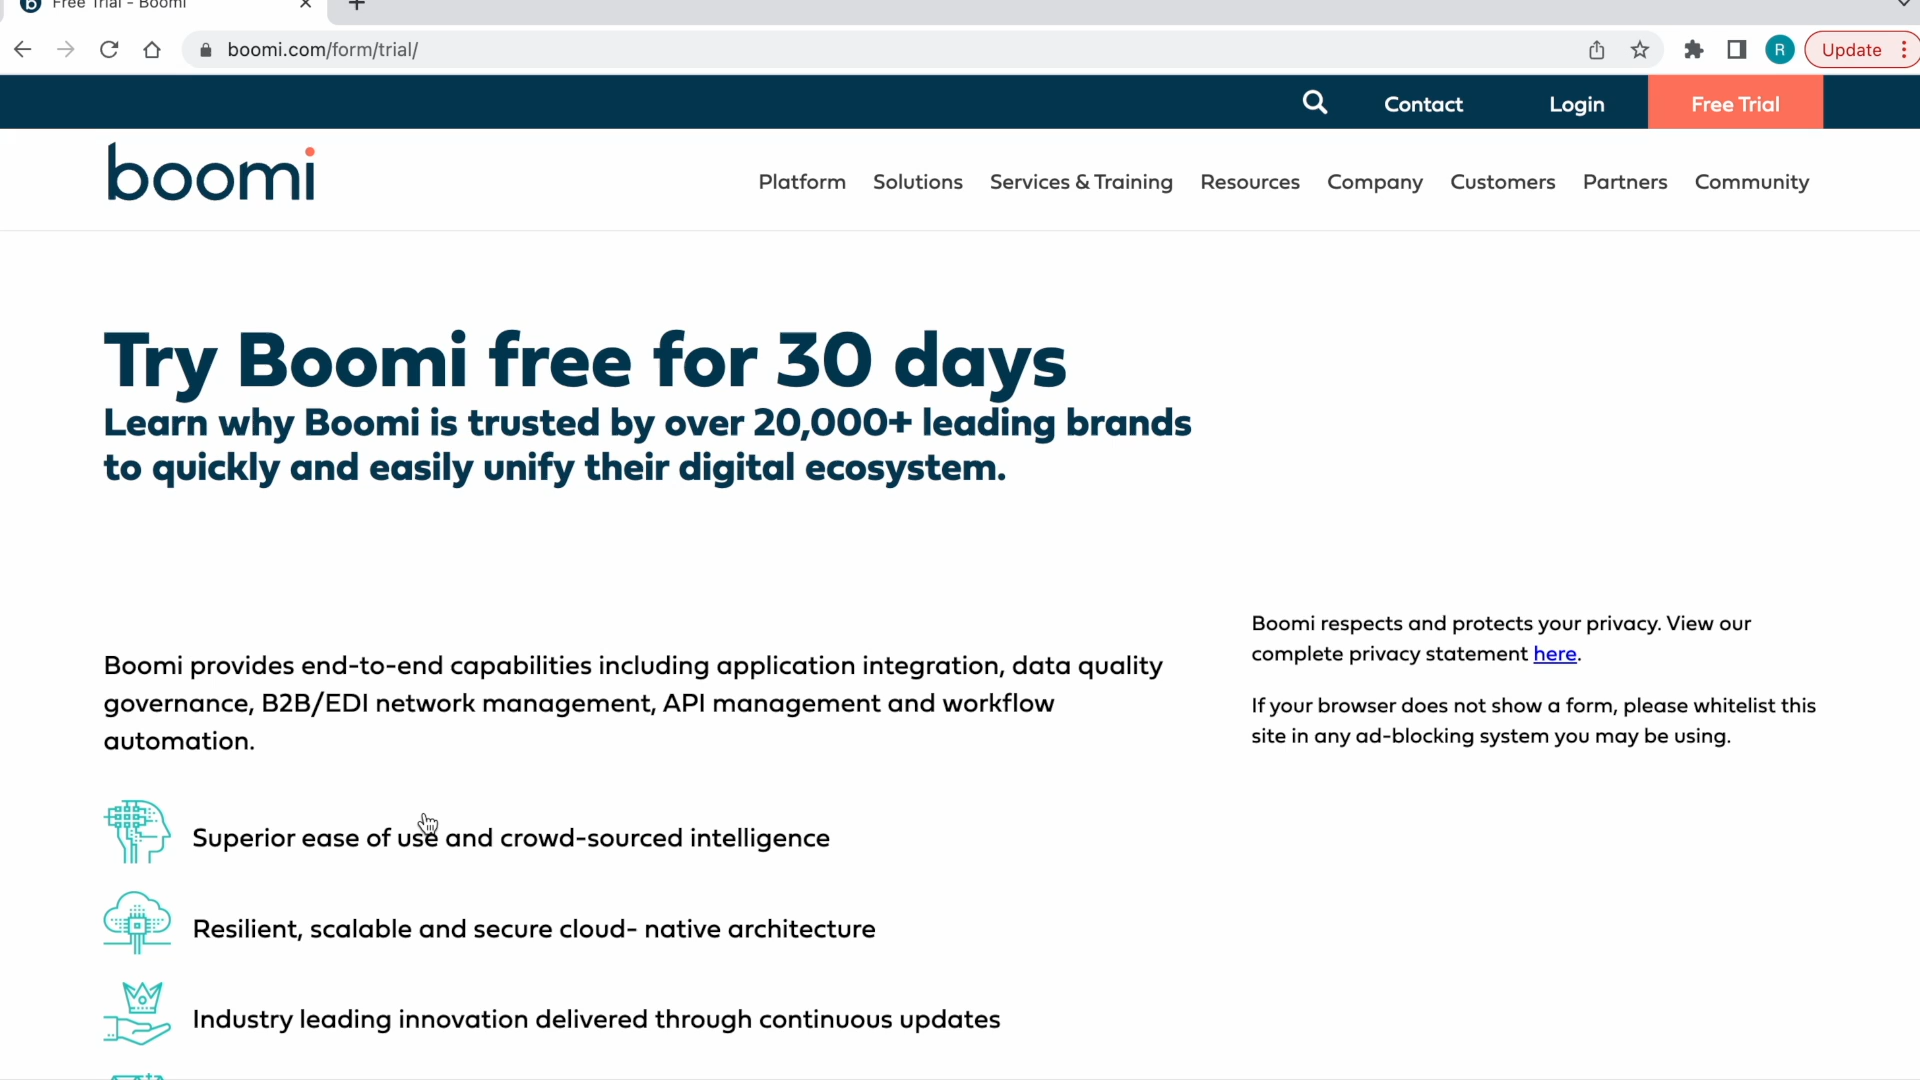 Free Trial - Boomi
boomi.com/form/trial/
R
Update
Contact
Login
Free Trial
boomi
Platform
Solutions
Services & Training
Resources
Company
Customers
Partners
Community
Try Boomi free for 30 days
Learn why Boomi is trusted by over 20,000+ leading brands
to quickly and easily unify their digital ecosystem.
Boomi provides end-to-end capabilities including application integration, data quality
governance, B2B/EDI network management, API management and workflow
automation.
Superior ease of use and crowd-sourced intelligence
Resilient, scalable and secure cloud- native architecture
Industry leading innovation delivered through continuous updates
Boomi respects and protects your privacy. View our
complete privacy statement here.
If your browser does not show a form, please whitelist this
site in any ad-blocking system you may be using.